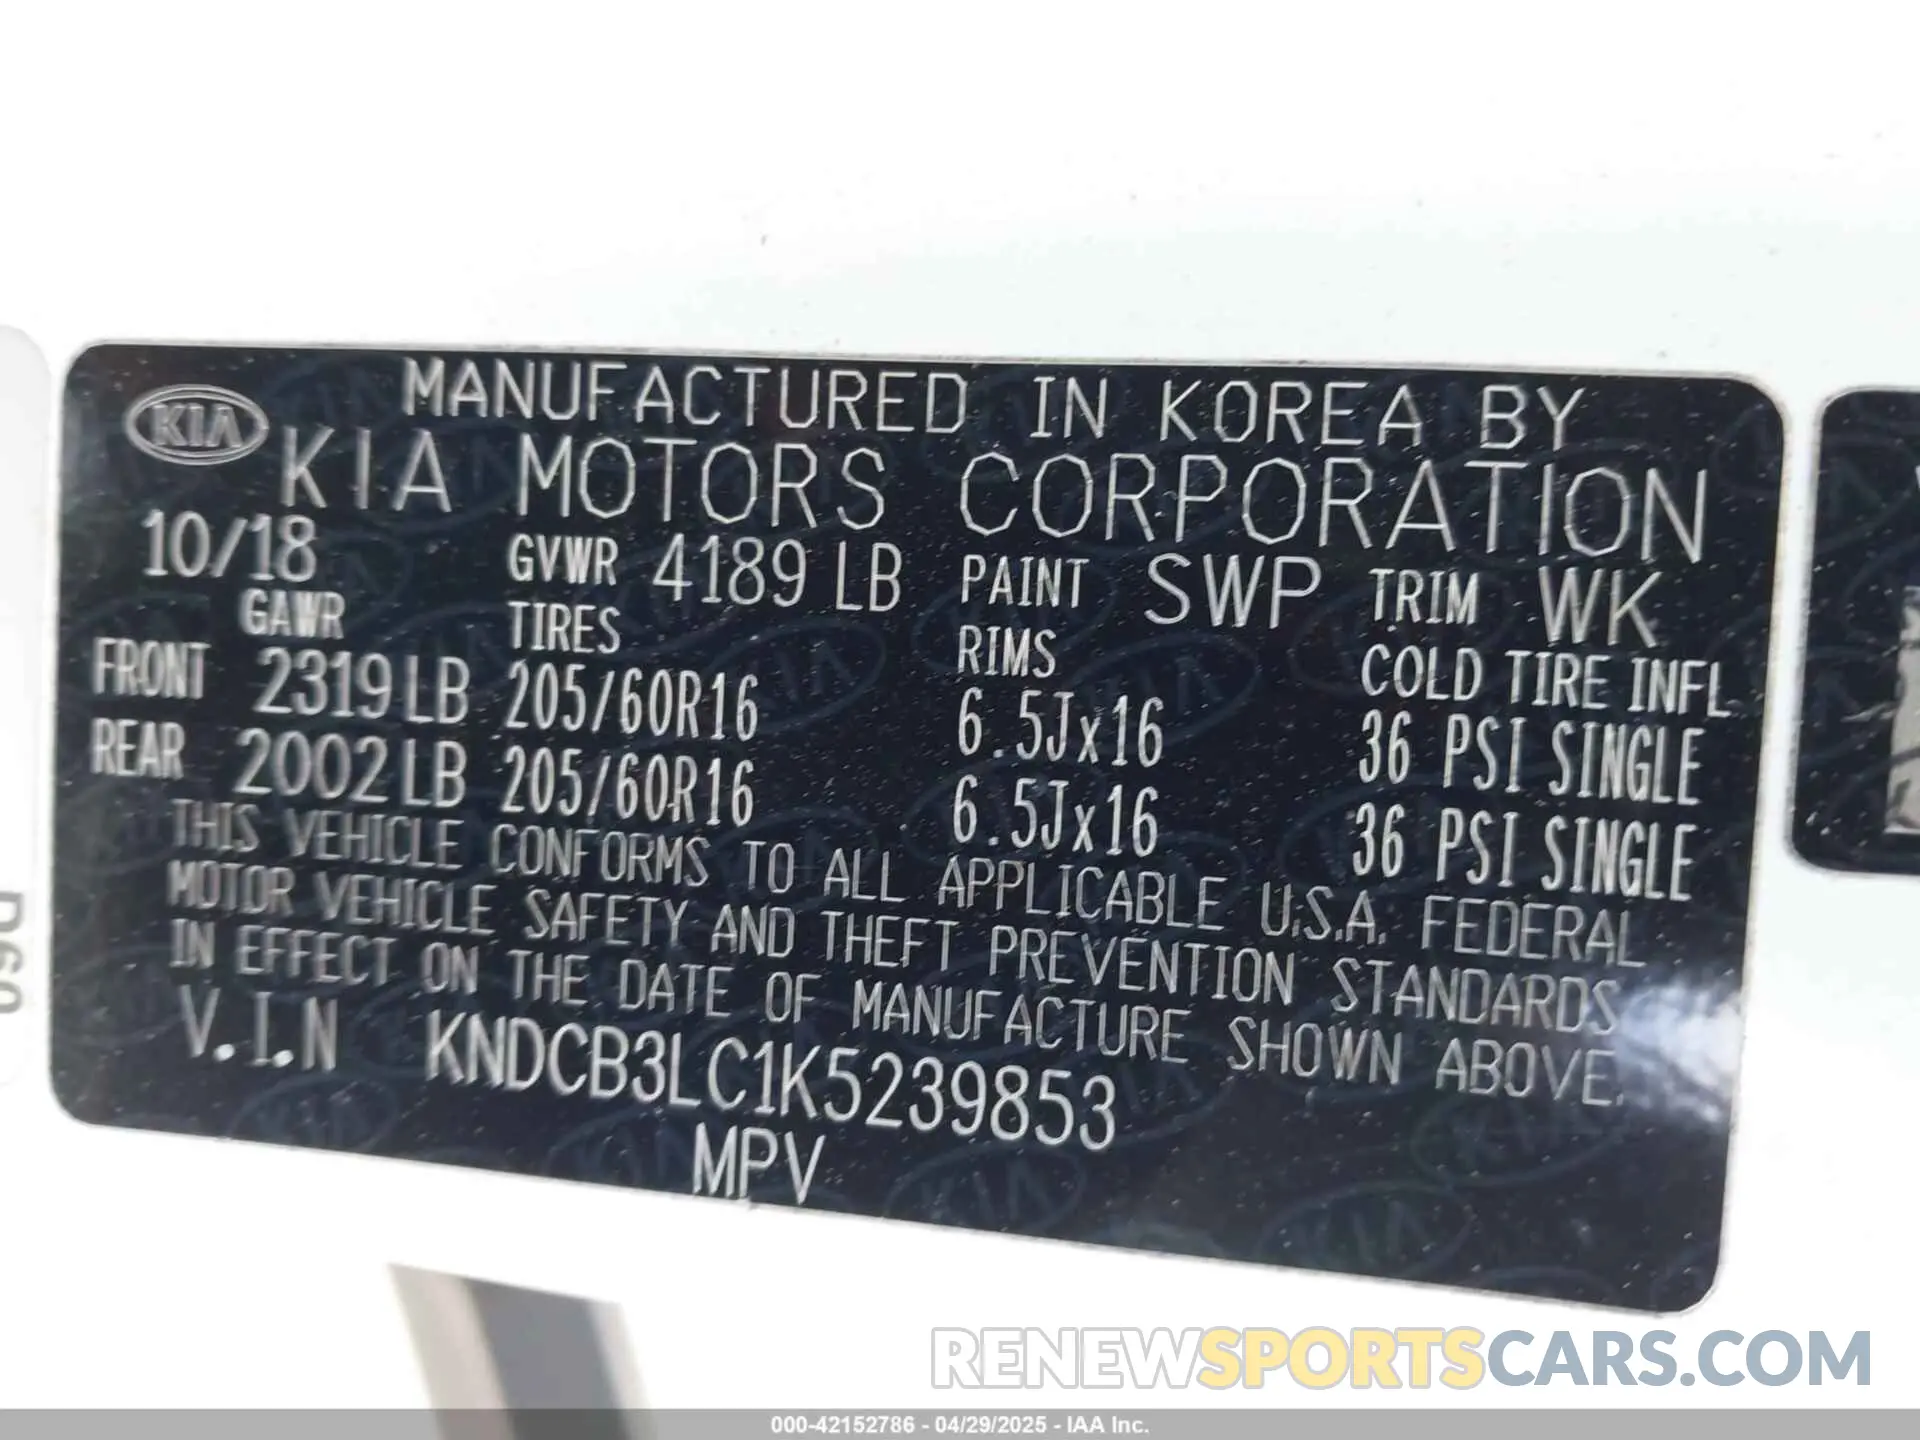 KIA
MANUFACTURED IN KOREA BY
KIA MOTORS CORPORATION
10/18 GVWR 4189 LB PAINT SWP TRIM WK
GAWR TIRES RIMS COLD TIRE INFL
FRONT 2319 LB 205/60R16 6.5Jx16 36 PSI SINGLE
REAR 2002 LB 205/60R16 6.5Jx16 36 PSI SINGLE
THIS VEHICLE CONFORMS TO ALL APPLICABLE U.S.A. FEDERAL
MOTOR VEHICLE SAFETY AND THEFT PREVENTION STANDARDS
IN EFFECT ON THE DATE OF MANUFACTURE SHOWN ABOVE.
V.I.N KNDCB3LC1K5239853
MPV
RENEWSPORTSCARS.COM
000-42152786 - 04/29/2025 - IAA Inc.